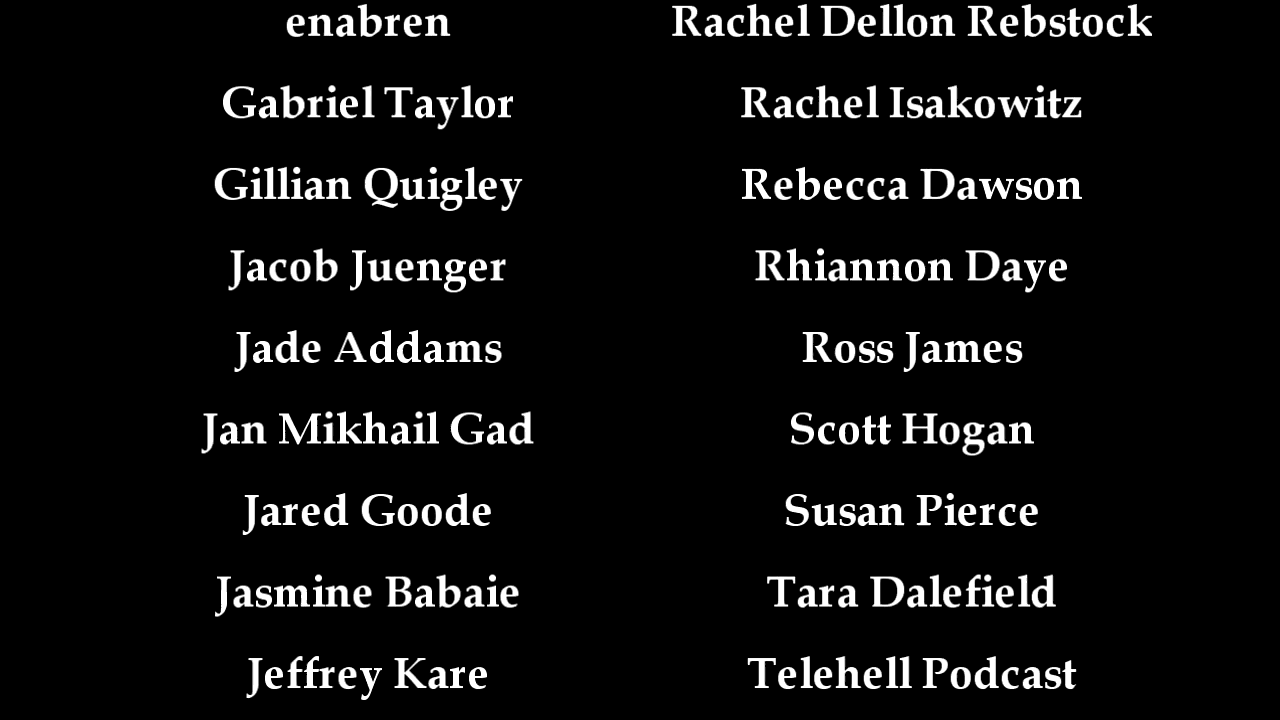 enabren
Gabriel Taylor
Gillian Quigley
Jacob Juenger
Jade Addams
Jan Mikhail Gad
Jared Goode
Jasmine Babaie
Jeffrey Kare
Rachel Dellon Rebstock
Rachel Isakowitz
Rebecca Dawson
Rhiannon Daye
Ross James
Scott Hogan
Susan Pierce
Tara Dalefield
Telehell Podcast